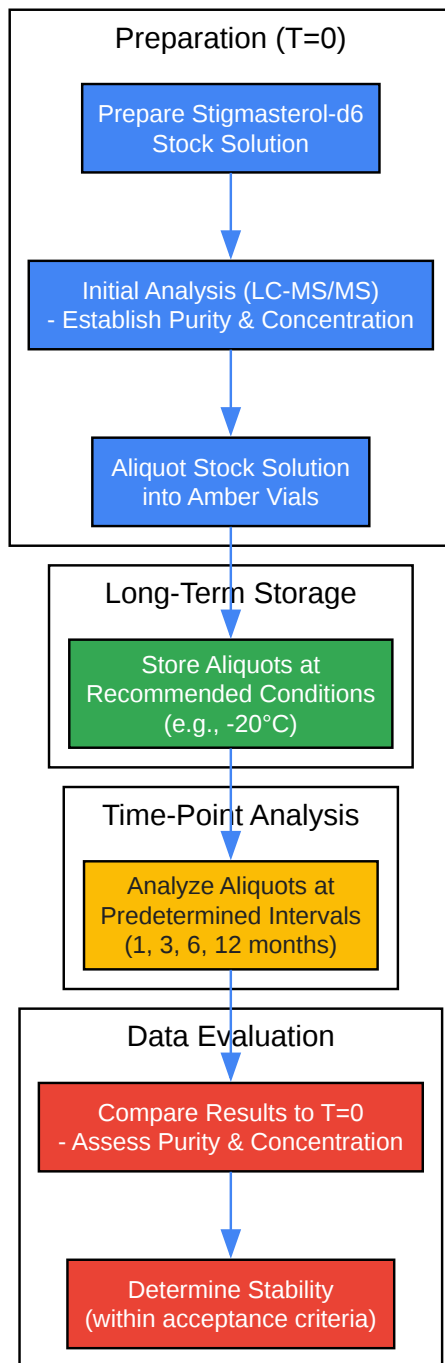 Preparation (T=0)
Prepare Stigmasterol-d6
Stock Solution
Initial Analysis (LC-MS/MS)
- Establish Purity & Concentration
Aliquot Stock Solution
into Amber Vials
Long-Term Storage
Store Aliquots at
Recommended Conditions
(e.g., -20°C)
Time-Point Analysis
Analyze Aliquots at
Predetermined Intervals
(1, 3, 6, 12 months)
Data Evaluation
Compare Results to T=0
- Assess Purity & Concentration
Determine Stability
(within acceptance criteria)